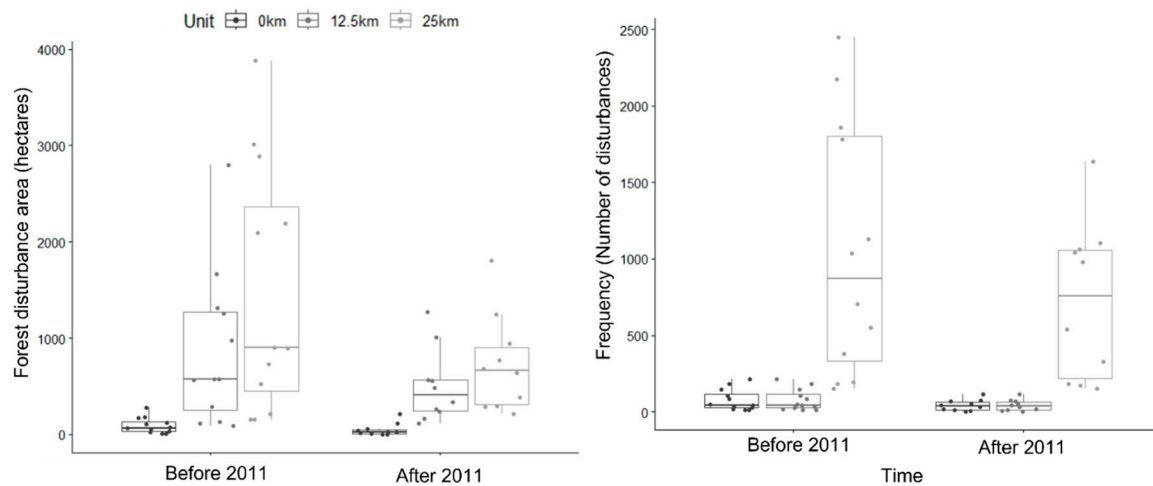 Unit 0km 12.5km 25km
Forest disturbance area (hectares)
4000
3000
2000
1000
0
Before 2011 After 2011
Frequency (Number of disturbances)
2500
2000
1500
1000
500
0
Before 2011 After 2011
Time